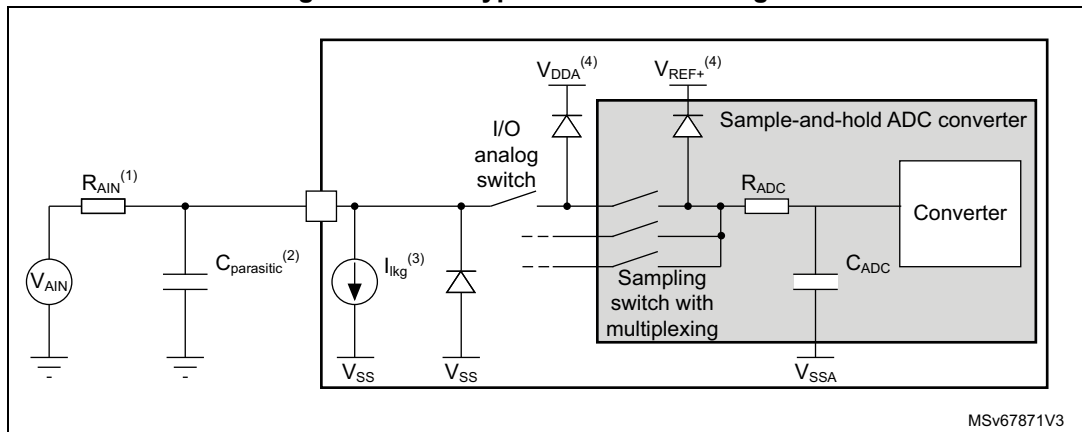 V_DDA^(4)
V_REF+^(4)
Sample-and-hold ADC converter
I/O
analog
switch
R_AIN^(1)
R_ADC
Converter
C_parasitic^(2)
I_lkg^(3)
C_ADC
V_AIN
Sampling
switch with
multiplexing
V_SS
V_SS
V_SSA
MSv67871V3